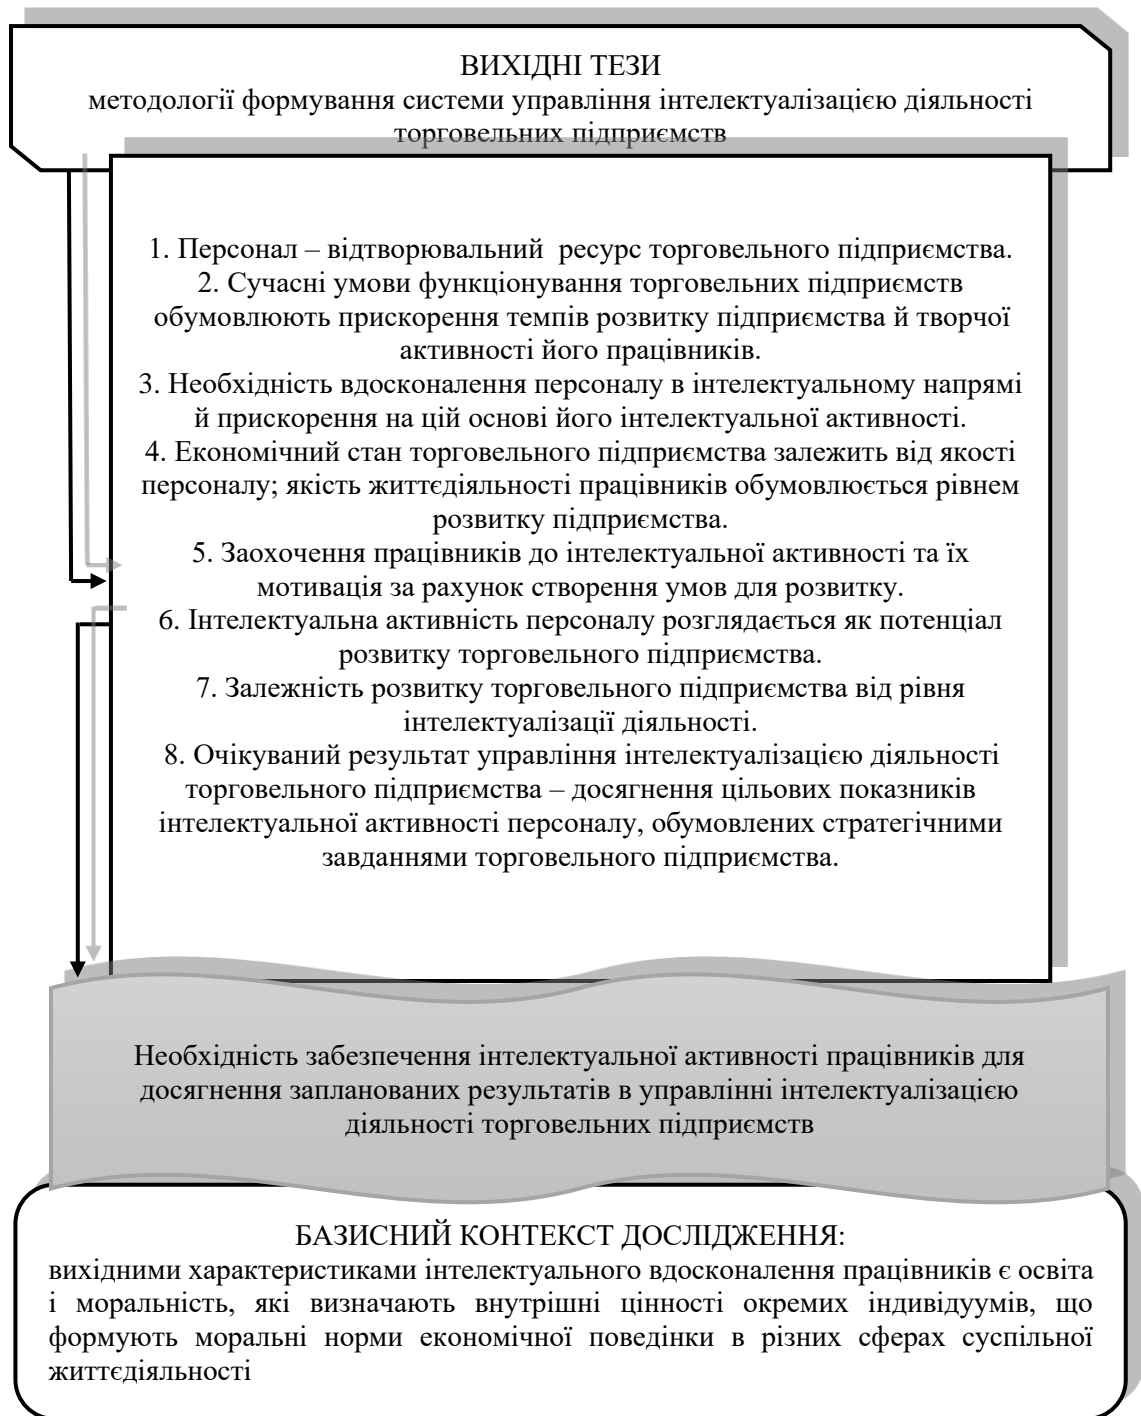 ВИХІДНІ ТЕЗИ
методології формування системи управління інтелектуалізацією діяльності
торговельних підприємств
1. Персонал – відтворювальний ресурс торговельного підприємства.
2. Сучасні умови функціонування торговельних підприємств
обумовлюють прискорення темпів розвитку підприємства й творчої
активності його працівників.
3. Необхідність вдосконалення персоналу в інтелектуальному напрямі
й прискорення на цій основі його інтелектуальної активності.
4. Економічний стан торговельного підприємства залежить від якості
персоналу; якість життєдіяльності працівників обумовлюється рівнем
розвитку підприємства.
5. Заохочення працівників до інтелектуальної активності та їх
мотивація за рахунок створення умов для розвитку.
6. Інтелектуальна активність персоналу розглядається як потенціал
розвитку торговельного підприємства.
7. Залежність розвитку торговельного підприємства від рівня
інтелектуалізації діяльності.
8. Очікуваний результат управління інтелектуалізацією діяльності
торговельного підприємства – досягнення цільових показників
інтелектуальної активності персоналу, обумовлених стратегічними
завданнями торговельного підприємства.
Необхідність забезпечення інтелектуальної активності працівників для
досягнення запланованих результатів в управлінні інтелектуалізацією
діяльності торговельних підприємств
БАЗИСНИЙ КОНТЕКСТ ДОСЛІДЖЕННЯ:
вихідними характеристиками інтелектуального вдосконалення працівників є освіта
і моральність, які визначають внутрішні цінності окремих індивідуумів, що
формують моральні норми економічної поведінки в різних сферах суспільної
життєдіяльності